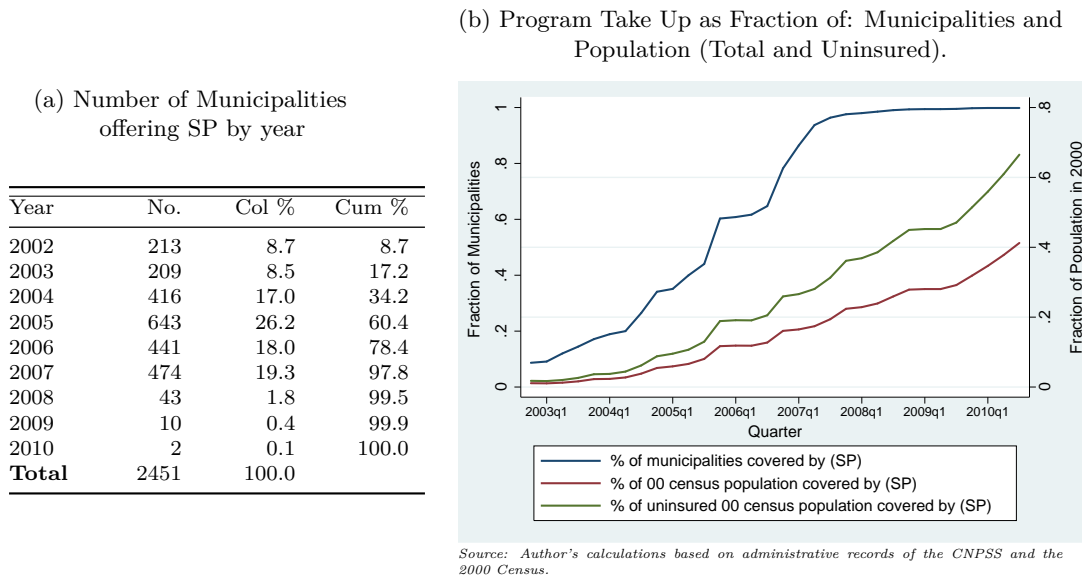 (a) Number of Municipalities
offering SP by year
Year No. Col % Cum %
2002 213 8.7 8.7
2003 209 8.5 17.2
2004 416 17.0 34.2
2005 643 26.2 60.4
2006 441 18.0 78.4
2007 474 19.3 97.8
2008 43 1.8 99.5
2009 10 0.4 99.9
2010 2 0.1 100.0
Total 2451 100.0
(b) Program Take Up as Fraction of: Municipalities and
Population (Total and Uninsured).
Fraction of Municipalities
1
.8
.6
.4
.2
0
Fraction of Population in 2000
.8
.6
.4
.2
0
2003q1 2004q1 2005q1 2006q1 2007q1 2008q1 2009q1 2010q1
Quarter
% of municipalities covered by (SP)
% of 00 census population covered by (SP)
% of uninsured 00 census population covered by (SP)
Source: Author's calculations based on administrative records of the CNPSS and the
2000 Census.